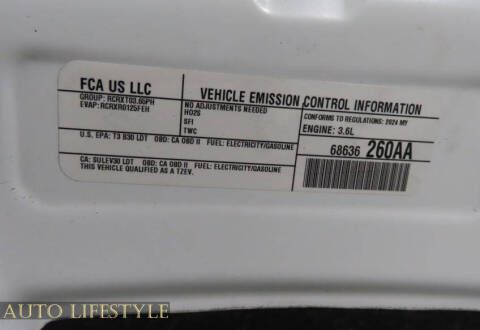 FCA US LLC
GROUP: RCRXT03.65PH
EVAP: RCRXR0125FEH
VEHICLE EMISSION CONTROL INFORMATION
NO ADJUSTMENTS NEEDED
HO2S
SFI
TWC
CONFORMS TO REGULATIONS: 2024 MY
ENGINE: 3.6L
U.S. EPA: T3 B30 LDT OBD: CA OBD II FUEL: ELECTRICITY/GASOLINE
CA: SULEV30 LDT OBD: CA OBD II FUEL: ELECTRICITY/GASOLINE
THIS VEHICLE QUALIFIED AS A TZEV.
68636 260AA
AUTO LIFESTYLE